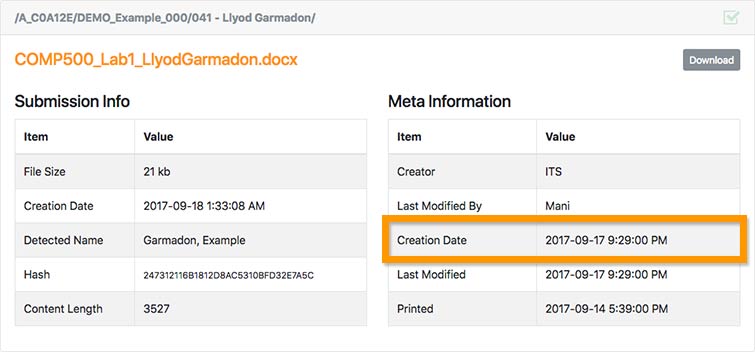 /A_C0A12E/DEMO_Example_000/041 - Llyod Garmadon/
COMP500_Lab1_LlyodGarmadon.docx
Download
Submission Info
Item Value
File Size 21 kb
Creation Date 2017-09-18 1:33:08 AM
Detected Name Garmadon, Example
Hash 247312116B1812D8AC5310BFD32E7A5C
Content Length 3527
Meta Information
Item Value
Creator ITS
Last Modified By Mani
Creation Date 2017-09-17 9:29:00 PM
Last Modified 2017-09-17 9:29:00 PM
Printed 2017-09-14 5:39:00 PM